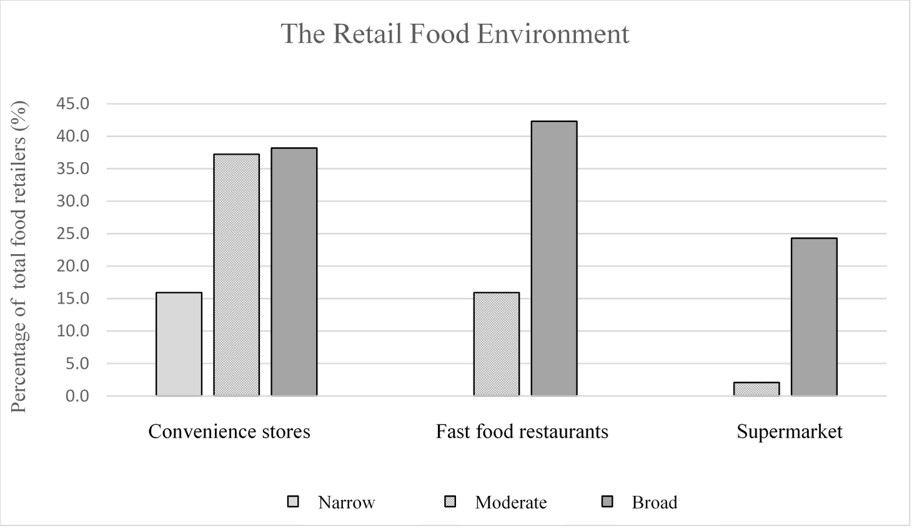 The Retail Food Environment
Percentage of total food retailers (%)
45.0
40.0
35.0
30.0
25.0
20.0
15.0
10.0
5.0
0.0
Convenience stores Fast food restaurants Supermarket
Narrow Moderate Broad